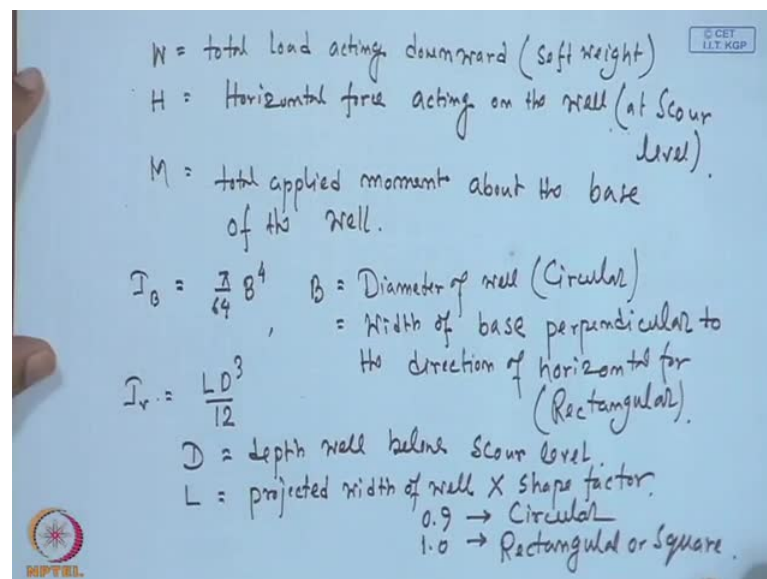 © CET
I.I.T. KGP
W = total load acting downward (Soft weight)
H = Horizontal force acting on the well (at Scour
level).
M = total applied moment about the base
of the well.
I_B = π/64 B⁴ , B = Diameter of well (Circular)
= Width of base perpendicular to
the direction of horizontal for
(Rectangular).
I_v = LD³/12
D = depth well below scour level.
L = projected width of well X shape factor.
0.9 → Circular
1.0 → Rectangular or Square.
NPTEL